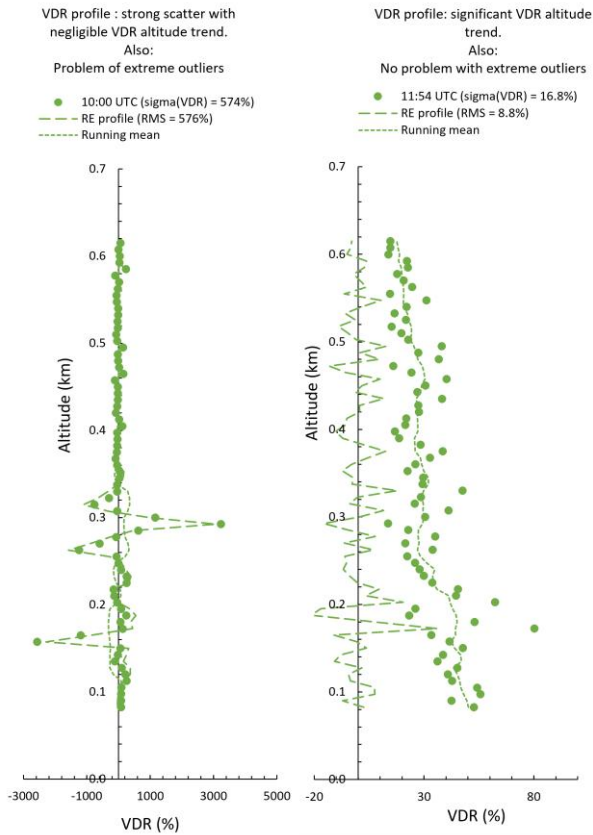 VDR profile : strong scatter with
negligible VDR altitude trend.
Also:
Problem of extreme outliers
10:00 UTC (sigma(VDR) = 574%)
RE profile (RMS = 576%)
Running mean
0.7
0.6
0.5
0.4
0.3
0.2
0.1
0.0
Altitude (km)
-3000
-1000
1000
3000
5000
VDR (%)
VDR profile: significant VDR altitude
trend.
Also:
No problem with extreme outliers
11:54 UTC (sigma(VDR) = 16.8%)
RE profile (RMS = 8.8%)
Running mean
0.7
0.6
0.5
0.4
0.3
0.2
0.1
0.0
Altitude (km)
-20
30
80
VDR (%)